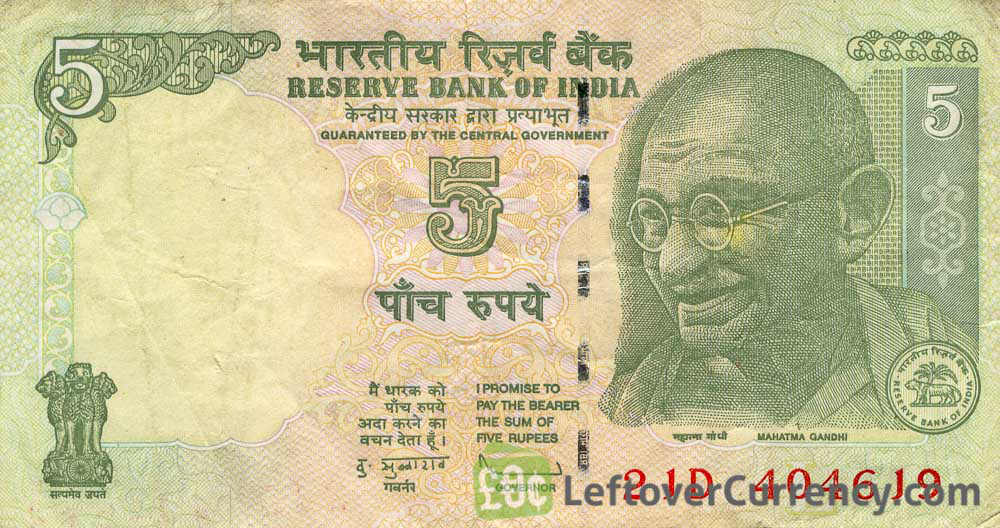 5
भारतीय रिज़र्व बैंक
RESERVE BANK OF INDIA
केन्द्रीय सरकार द्वारा प्रत्याभूत
GUARANTEED BY THE CENTRAL GOVERNMENT
5
5
पाँच रुपये
मैं धारक को
पाँच रुपये
अदा करने का
वचन देता हूँ।
I PROMISE TO
PAY THE BEARER
THE SUM OF
FIVE RUPEES
गवर्नर
GOVERNOR
सत्यमेव जयते
महात्मा गांधी
MAHATMA GANDHI
भारतीय रिज़र्व बैंक
RESERVE BANK OF INDIA
21D 404619
LeftoverCurrency.com